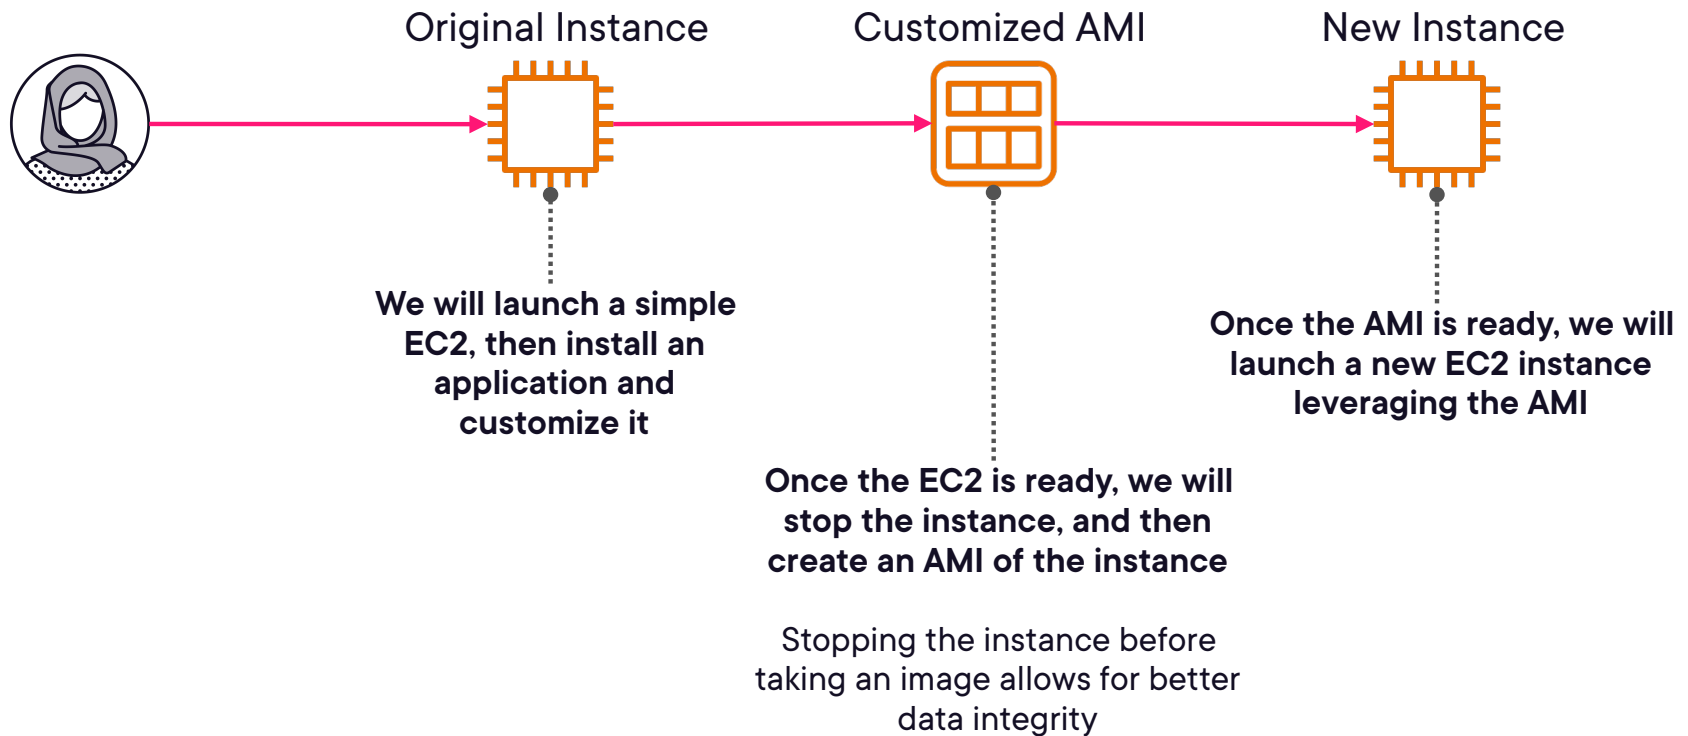 Original Instance
Customized AMI
New Instance
We will launch a simple
EC2, then install an
application and
customize it
Once the EC2 is ready, we will
stop the instance, and then
create an AMI of the instance
Stopping the instance before
taking an image allows for better
data integrity
Once the AMI is ready, we will
launch a new EC2 instance
leveraging the AMI